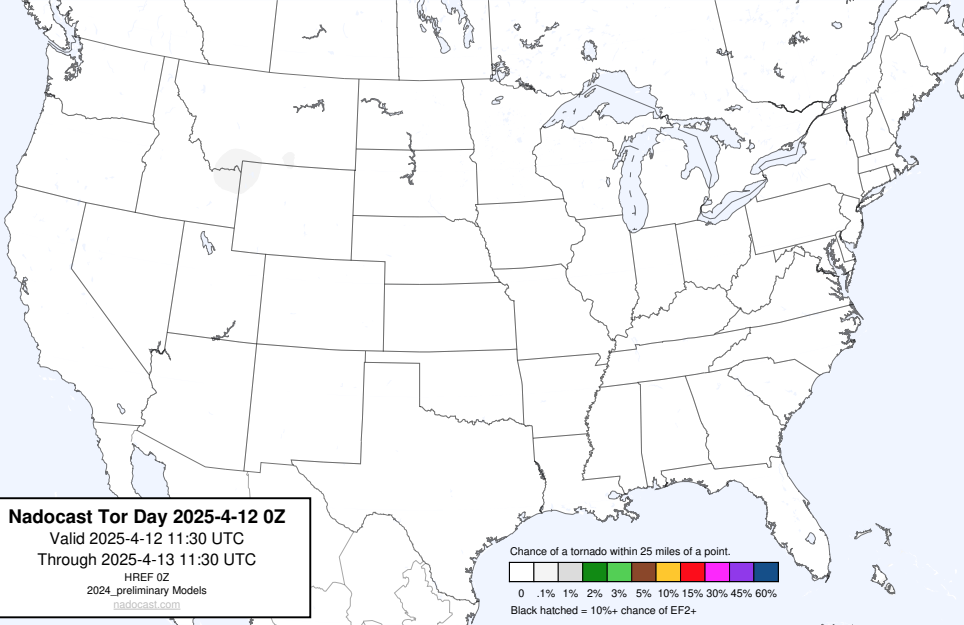 Nadocast Tor Day 2025-4-12 0Z
Valid 2025-4-12 11:30 UTC
Through 2025-4-13 11:30 UTC
HREF 0Z
2024_preliminary Models
nadocast.com
Chance of a tornado within 25 miles of a point.
0 .1% 1% 2% 3% 5% 10% 15% 30% 45% 60%
Black hatched = 10%+ chance of EF2+